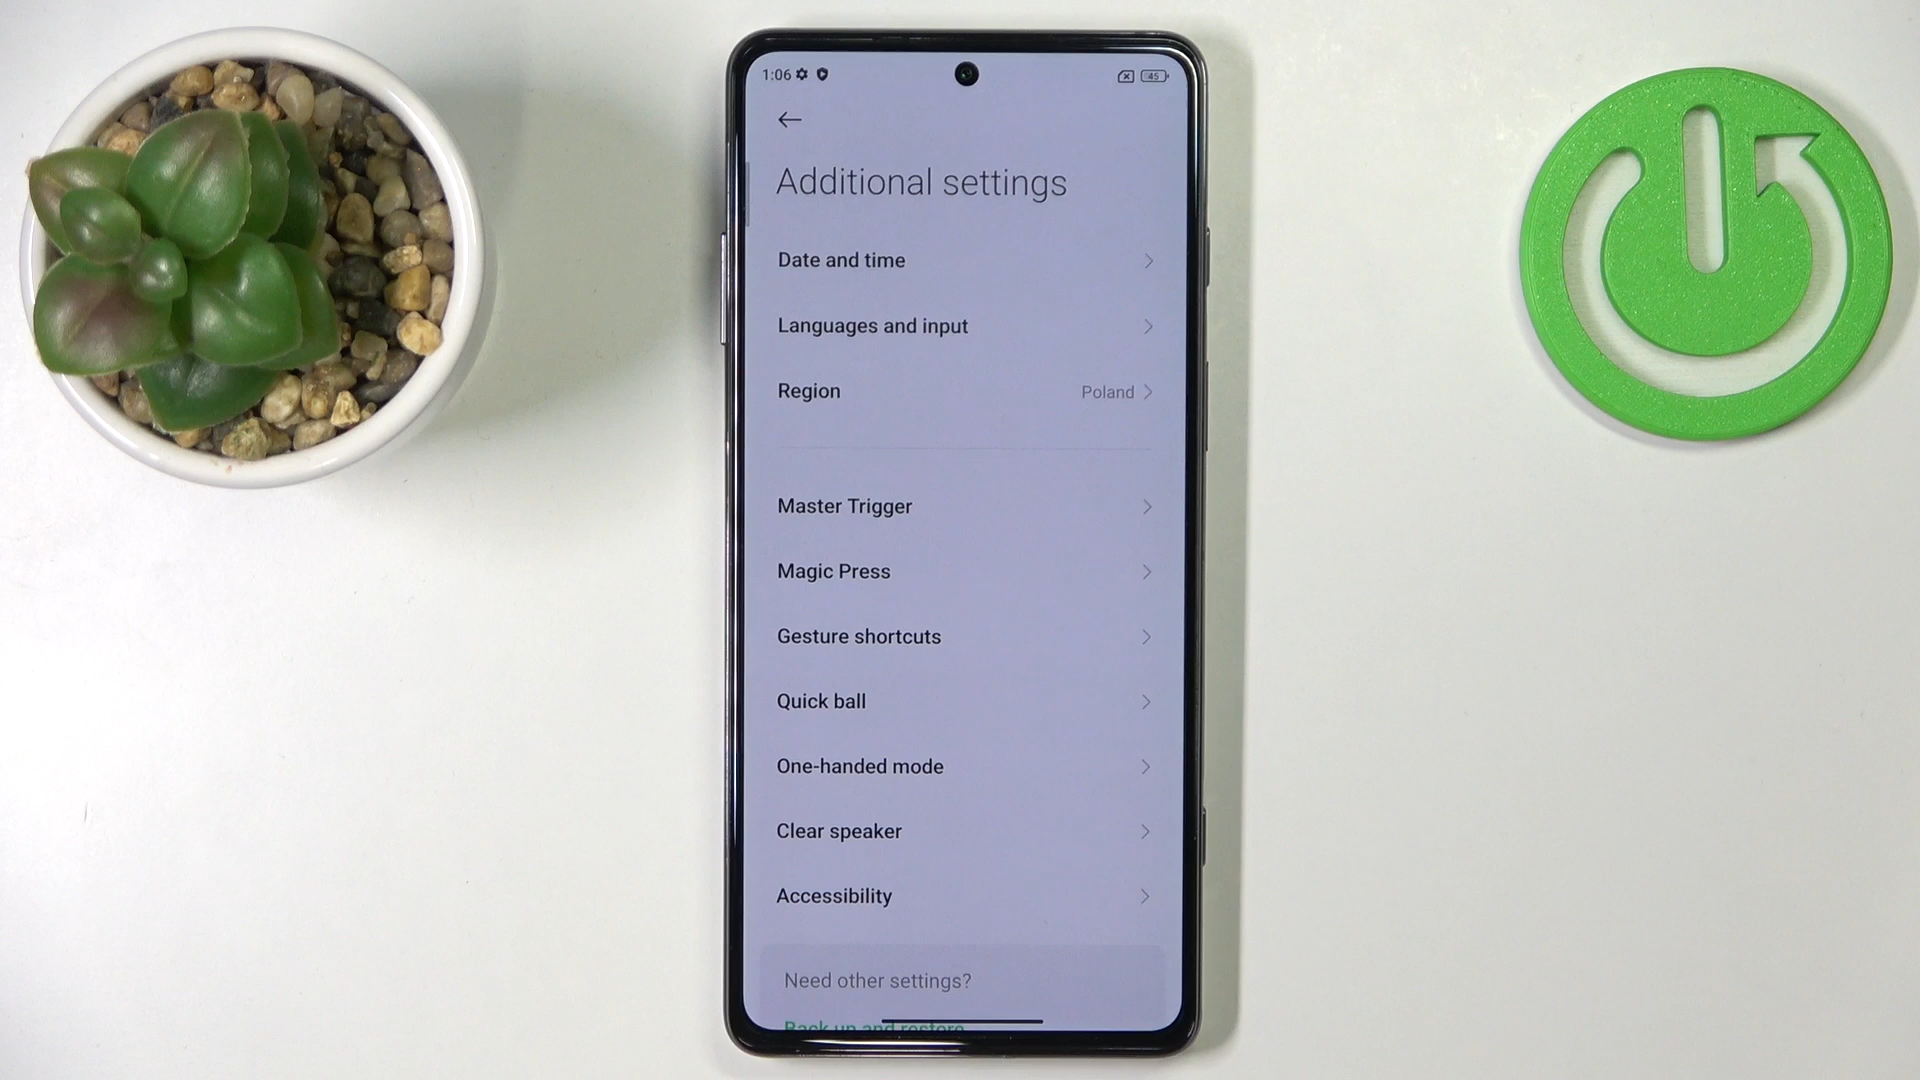 1:06
45
Additional settings
Date and time
Languages and input
Region
Poland
Master Trigger
Magic Press
Gesture shortcuts
Quick ball
One-handed mode
Clear speaker
Accessibility
Need other settings?
Back up and restore